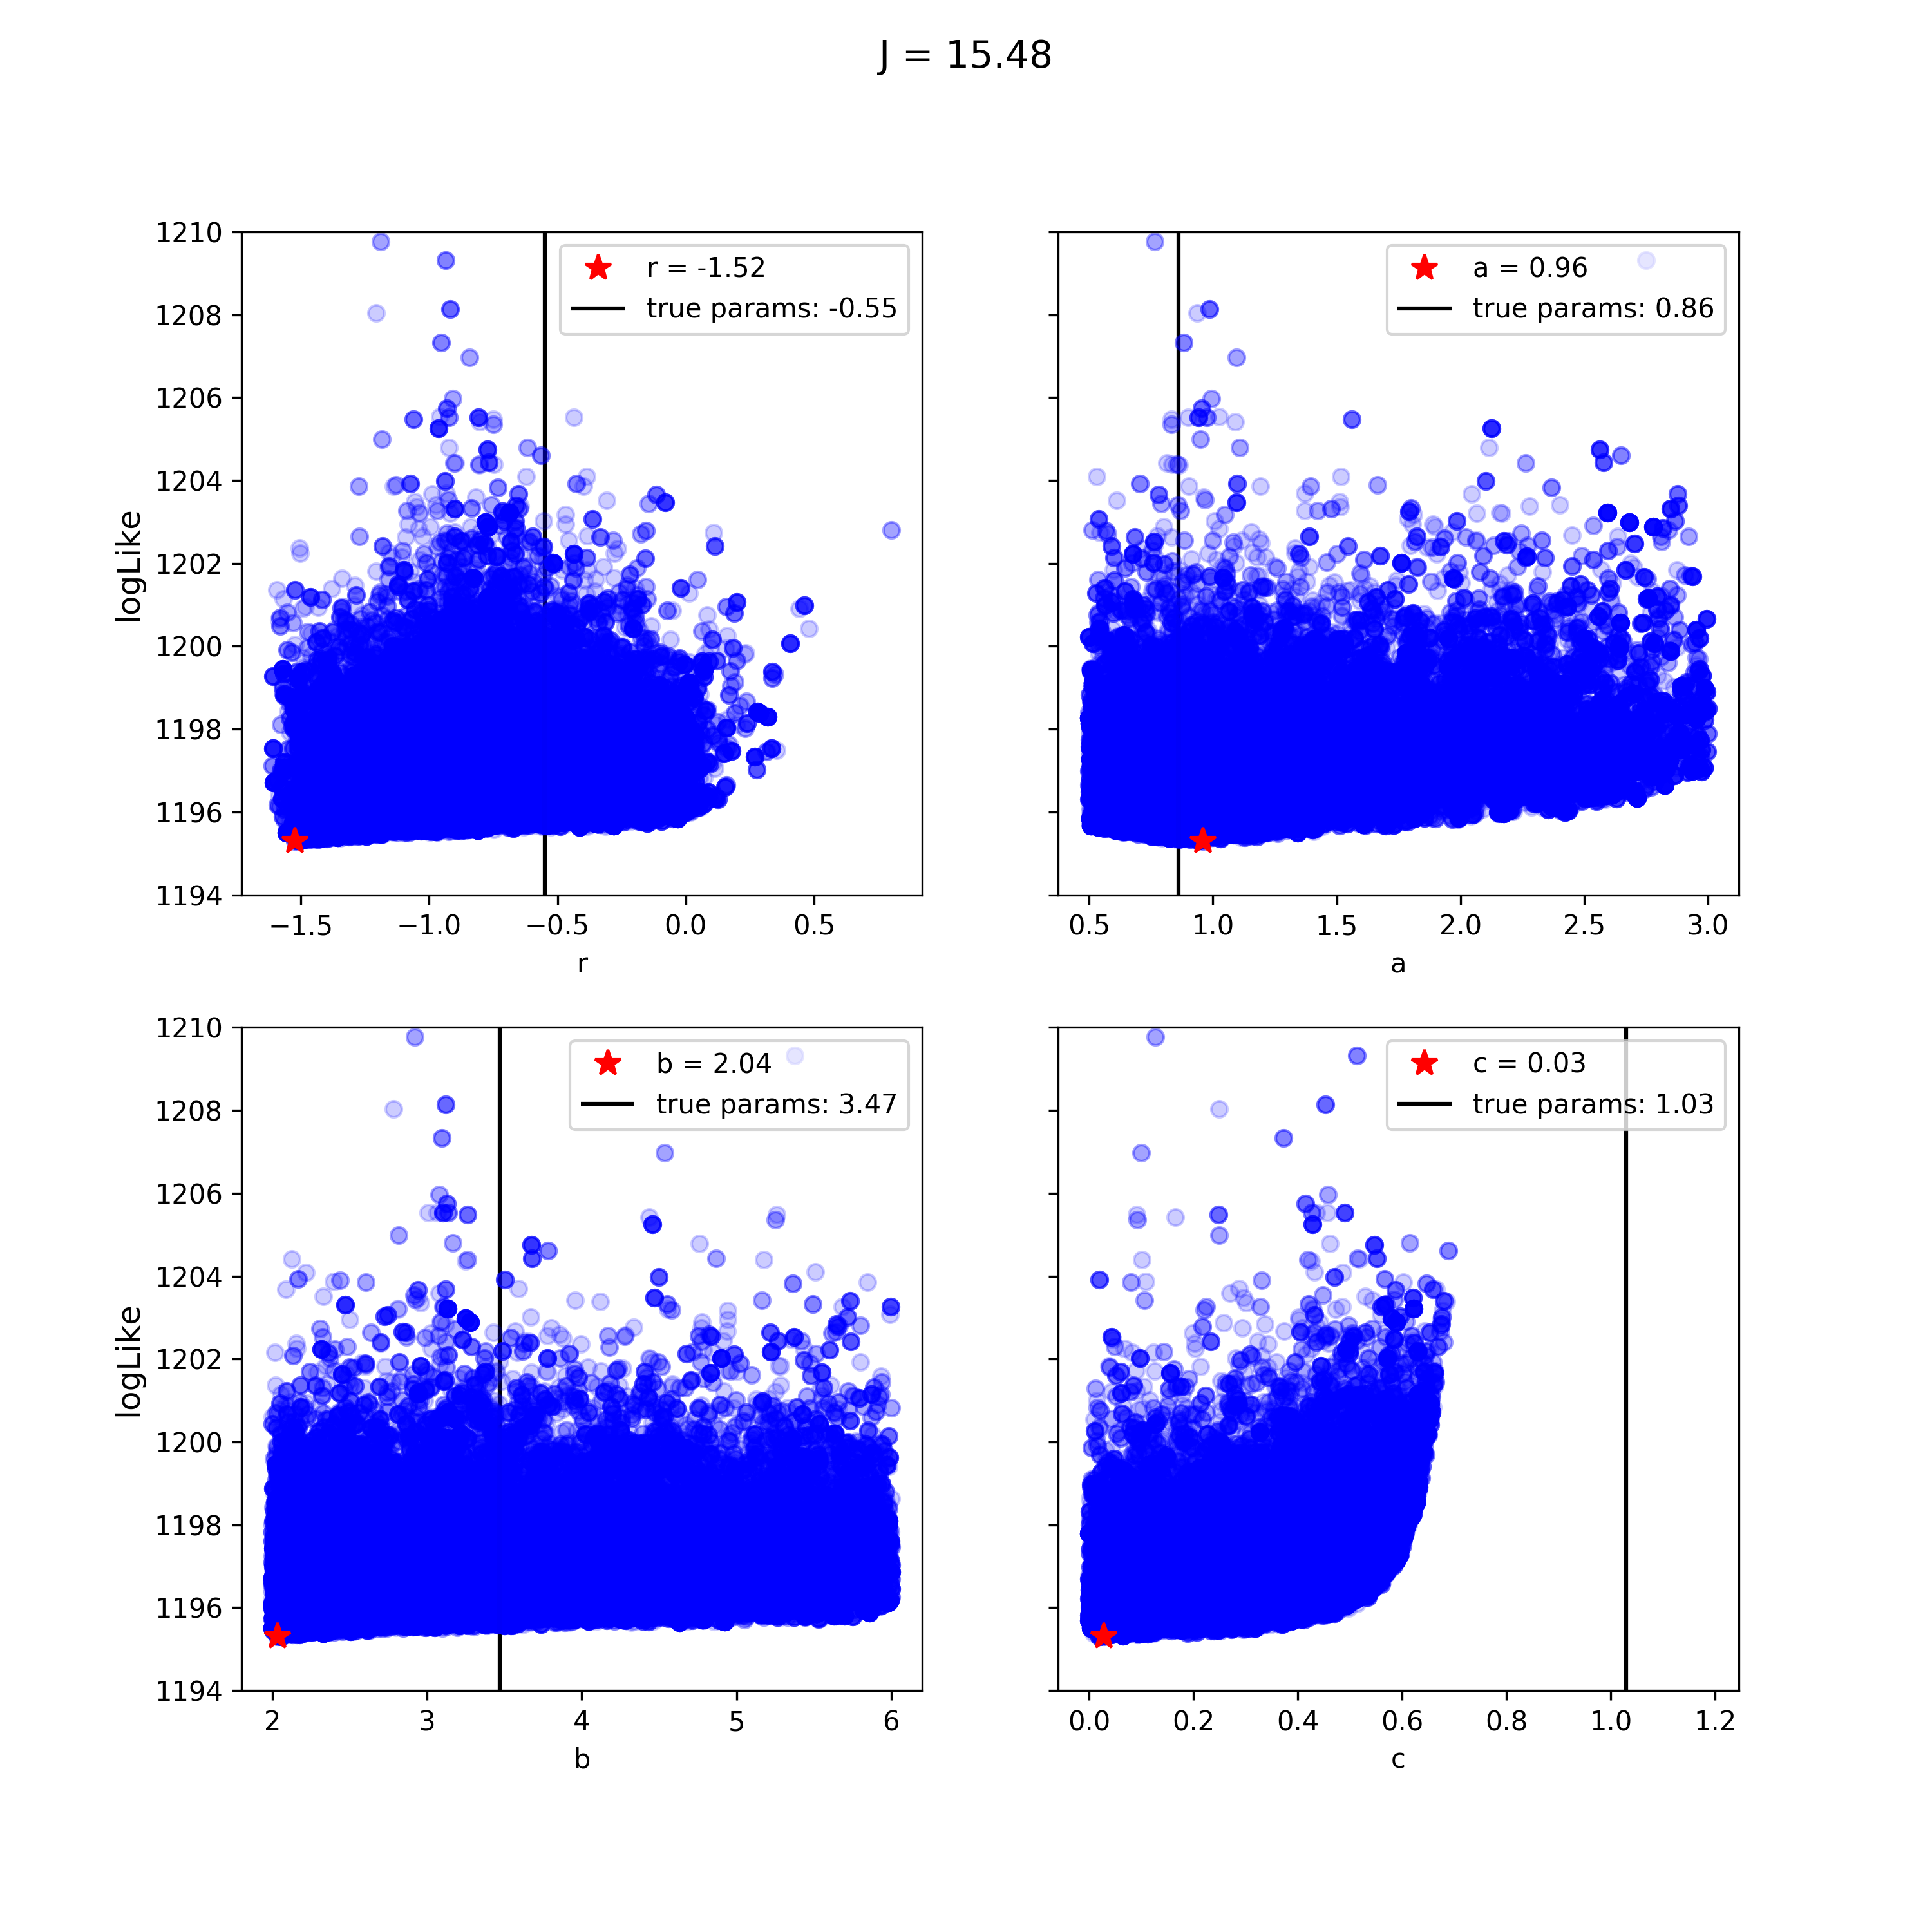 J = 15.48
1210
1208
1206
1204
1202
1200
1198
1196
1194
logLike
r = -1.52
true params: -0.55
−1.5 −1.0 −0.5 0.0 0.5
r
a = 0.96
true params: 0.86
0.5 1.0 1.5 2.0 2.5 3.0
a
1210
1208
1206
1204
1202
1200
1198
1196
1194
logLike
b = 2.04
true params: 3.47
2 3 4 5 6
b
c = 0.03
true params: 1.03
0.0 0.2 0.4 0.6 0.8 1.0 1.2
c